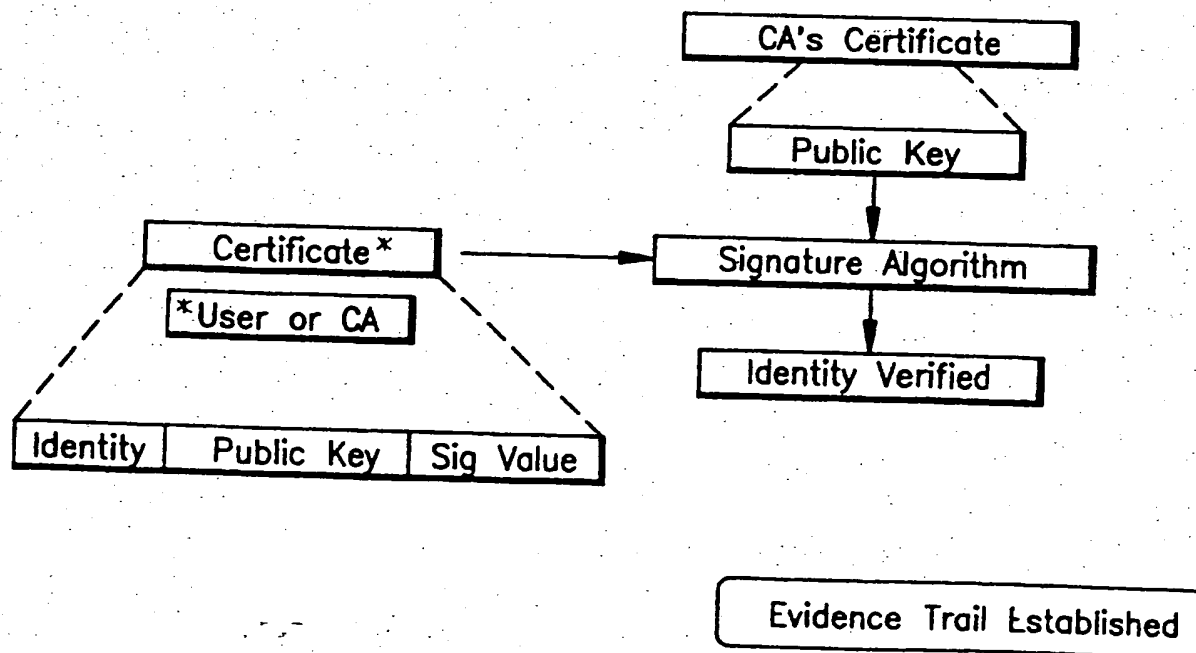 CA's Certificate
Public Key
Certificate*
Signature Algorithm
*User or CA
Identity Verified
Identity Public Key Sig Value
Evidence Trail Established